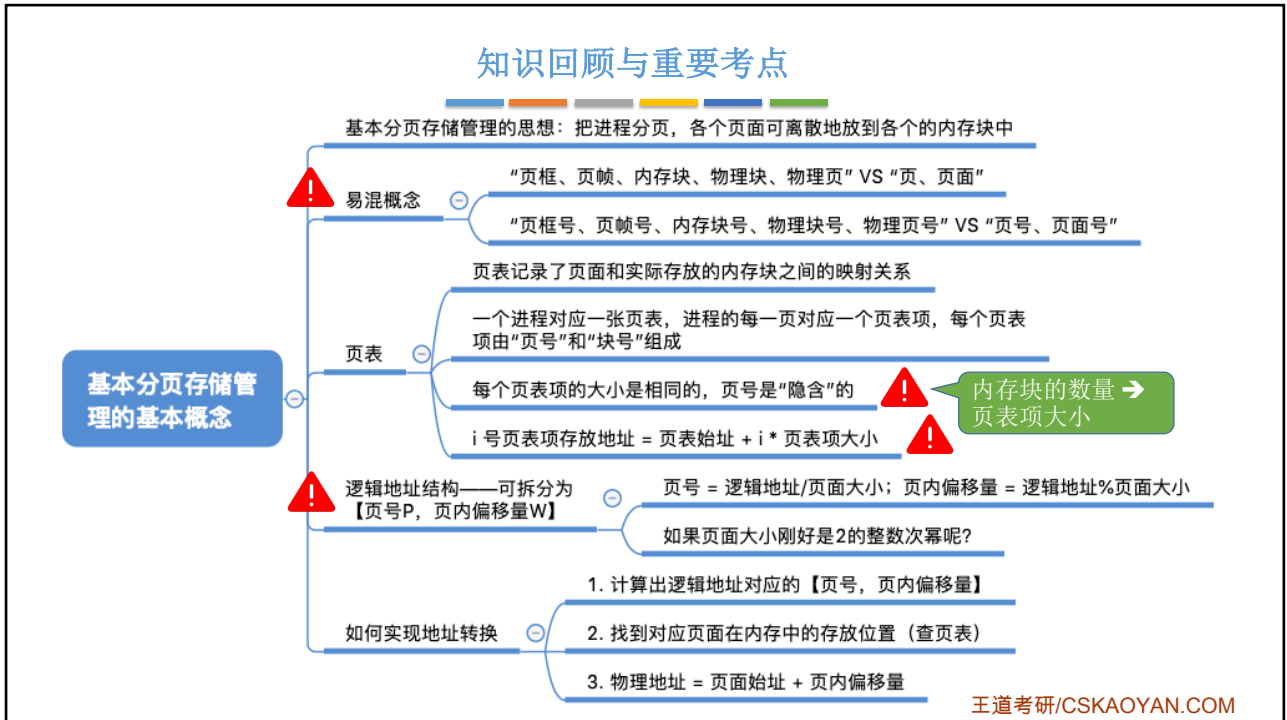 知识回顾与重要考点
基本分页存储管理的思想：把进程分页，各个页面可离散地放到各个的内存块中
易混概念
“页框、页帧、内存块、物理块、物理页” VS “页、页面”
“页框号、页帧号、内存块号、物理块号、物理页号” VS “页号、页面号”
页表记录了页面和实际存放的内存块之间的映射关系
一个进程对应一张页表，进程的每一页对应一个页表项，每个页表
项由“页号”和“块号”组成
页表
每个页表项的大小是相同的，页号是“隐含”的
内存块的数量 ➔
页表项大小
i 号页表项存放地址 = 页表始址 + i * 页表项大小
基本分页存储管
理的基本概念
逻辑地址结构——可拆分为
【页号P，页内偏移量W】
页号 = 逻辑地址/页面大小；页内偏移量 = 逻辑地址%页面大小
如果页面大小刚好是2的整数次幂呢？
如何实现地址转换
1. 计算出逻辑地址对应的【页号，页内偏移量】
2. 找到对应页面在内存中的存放位置（查页表）
3. 物理地址 = 页面始址 + 页内偏移量
王道考研/CSKAOYAN.COM